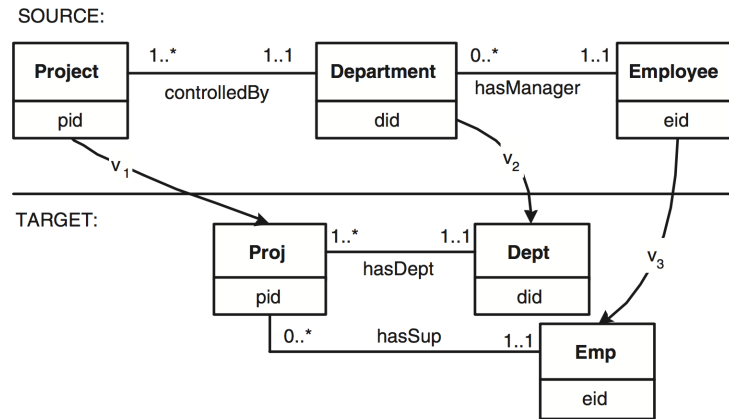 SOURCE:
Project
pid
1..* 1..1
controlledBy
Department
did
0..* 1..1
hasManager
Employee
eid
v1
v2
v3
TARGET:
Proj
pid
1..* 1..1
hasDept
Dept
did
0..* hasSup 1..1
Emp
eid